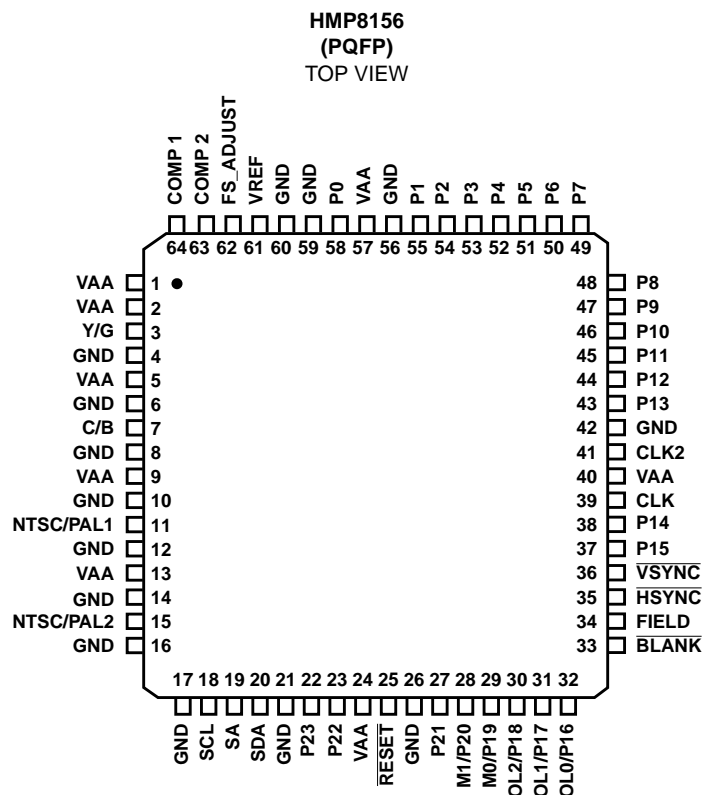 HMP8156
(PQFP)
TOP VIEW
COMP 1
COMP 2
FS_ADJUST
VREF
GND
GND
P0
VAA
GND
P1
P2
P3
P4
P5
P6
P7
64 63 62 61 60 59 58 57 56 55 54 53 52 51 50 49
VAA 1
VAA 2
Y/G 3
GND 4
VAA 5
GND 6
C/B 7
GND 8
VAA 9
GND 10
NTSC/PAL1 11
GND 12
VAA 13
GND 14
NTSC/PAL2 15
GND 16
48 P8
47 P9
46 P10
45 P11
44 P12
43 P13
42 GND
41 CLK2
40 VAA
39 CLK
38 P14
37 P15
36 VSYNC
35 HSYNC
34 FIELD
33 BLANK
17 18 19 20 21 22 23 24 25 26 27 28 29 30 31 32
GND
SCL
SA
SDA
GND
P23
P22
VAA
RESET
GND
P21
M1/P20
M0/P19
OL2/P18
OL1/P17
OL0/P16